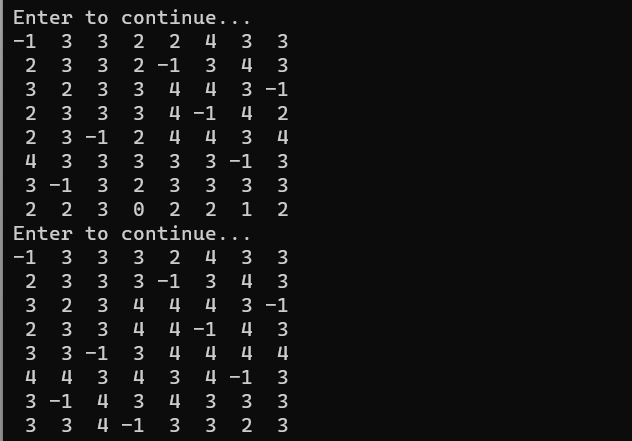 Enter to continue...
-1  3  3  2  2  4  3  3
 2  3  3  2 -1  3  4  3
 3  2  3  3  4  4  3 -1
 2  3  3  3  4 -1  4  2
 2  3 -1  2  4  4  3  4
 4  3  3  3  3  3 -1  3
 3 -1  3  2  3  3  3  3
 2  2  3  0  2  2  1  2
Enter to continue...
-1  3  3  3  2  4  3  3
 2  3  3  3 -1  3  4  3
 3  2  3  4  4  4  3 -1
 2  3  3  4  4 -1  4  3
 3  3 -1  3  4  4  4  4
 4  4  3  4  3  4 -1  3
 3 -1  4  3  4  3  3  3
 3  3  4 -1  3  3  2  3